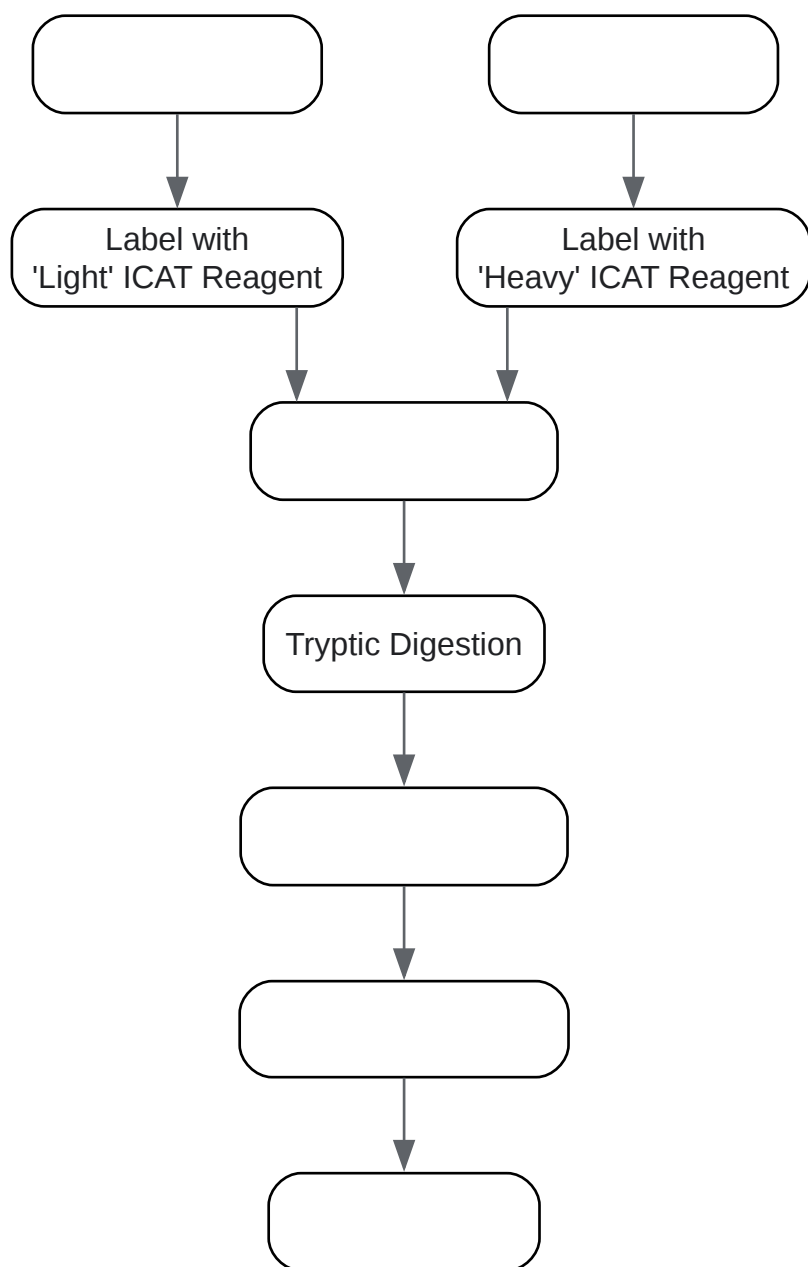 Label with
'Light' ICAT Reagent
Label with
'Heavy' ICAT Reagent
Tryptic Digestion